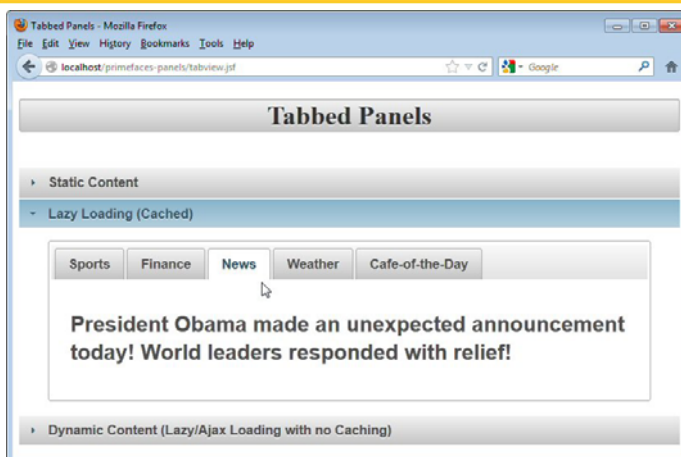 Tabbed Panels - Mozilla Firefox
File Edit View History Bookmarks Tools Help
localhost/primefaces-panels/tabview.jsf Google
Tabbed Panels
Static Content
Lazy Loading (Cached)
Sports Finance News Weather Cafe-of-the-Day
President Obama made an unexpected announcement
today! World leaders responded with relief!
Dynamic Content (Lazy/Ajax Loading with no Caching)